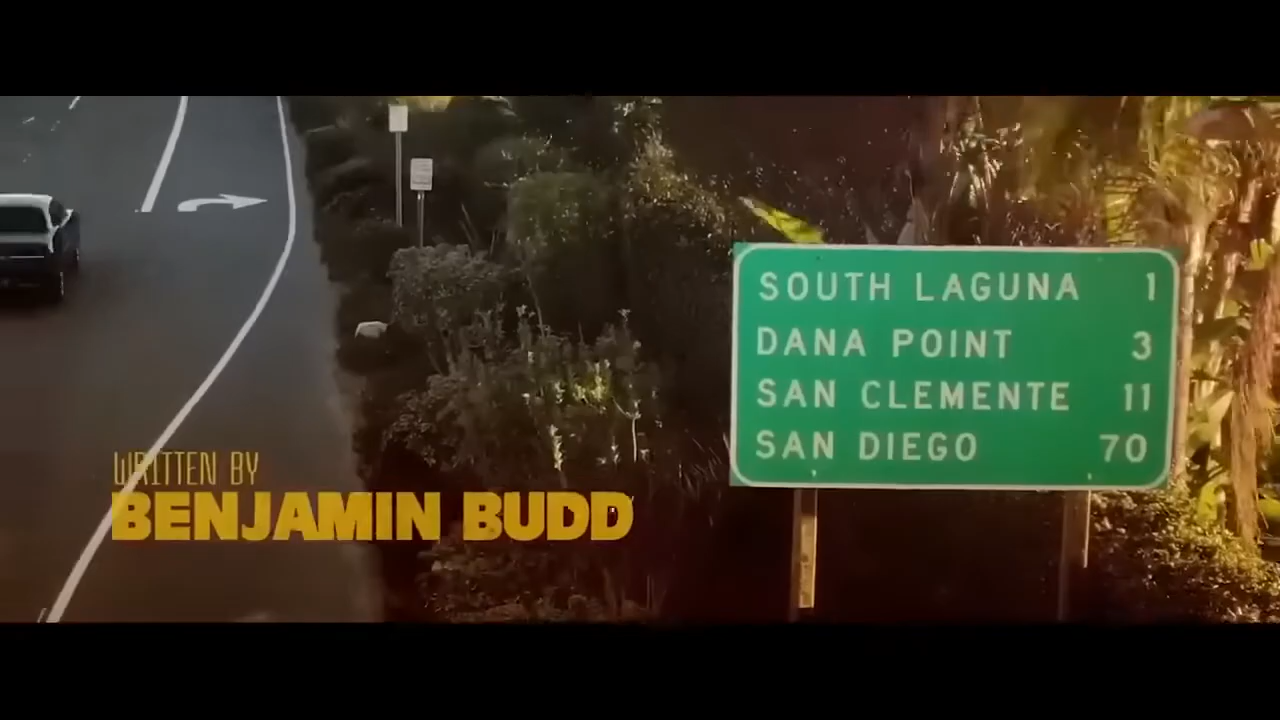 SOUTH LAGUNA 1
DANA POINT 3
SAN CLEMENTE 11
SAN DIEGO 70
WRITTEN BY
BENJAMIN BUDD